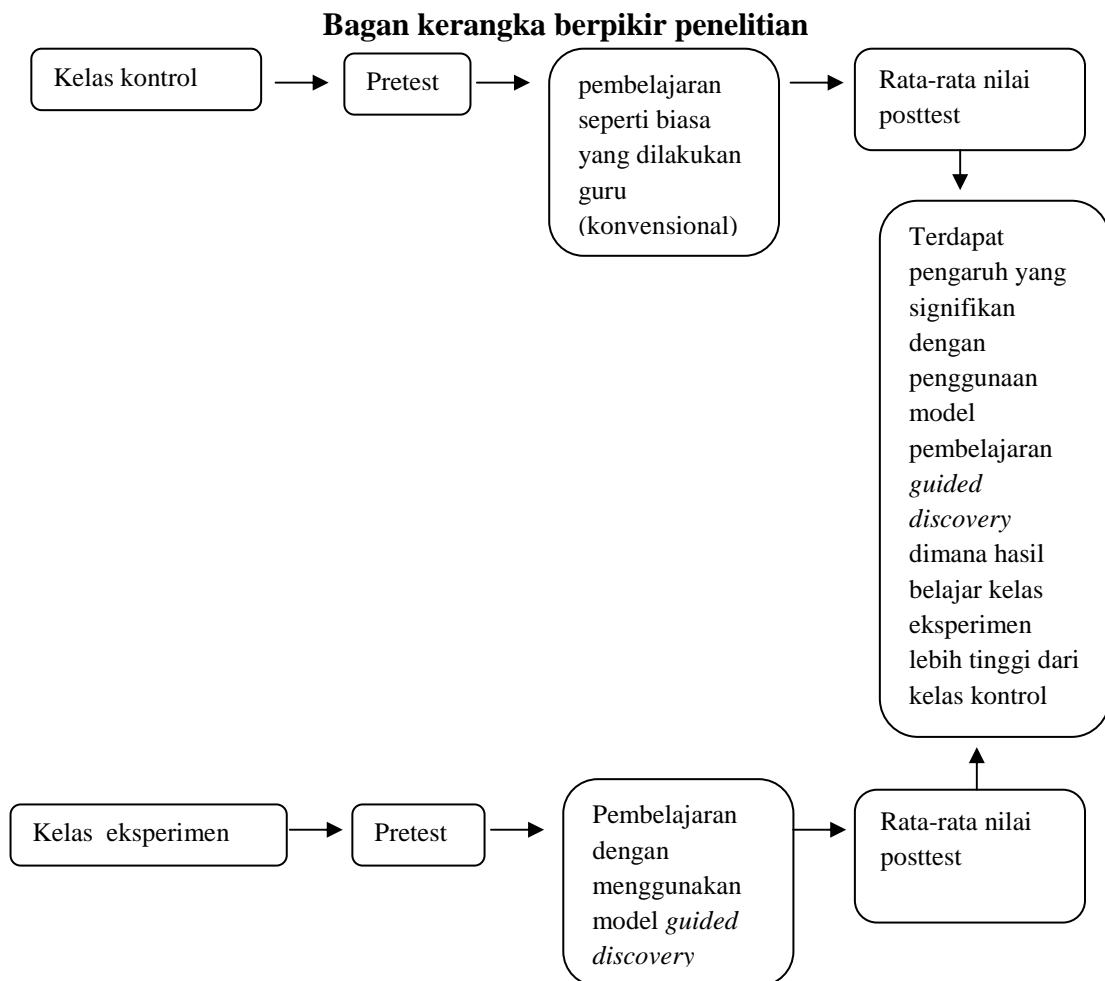 Bagan kerangka berpikir penelitian
Kelas kontrol
Pretest
pembelajaran
seperti biasa
yang dilakukan
guru
(konvensional)
Rata-rata nilai
posttest
Terdapat
pengaruh yang
signifikan
dengan
penggunaan
model
pembelajaran
guided
discovery
dimana hasil
belajar kelas
eksperimen
lebih tinggi dari
kelas kontrol
Kelas  eksperimen
Pretest
Pembelajaran
dengan
menggunakan
model guided
discovery
Rata-rata nilai
posttest